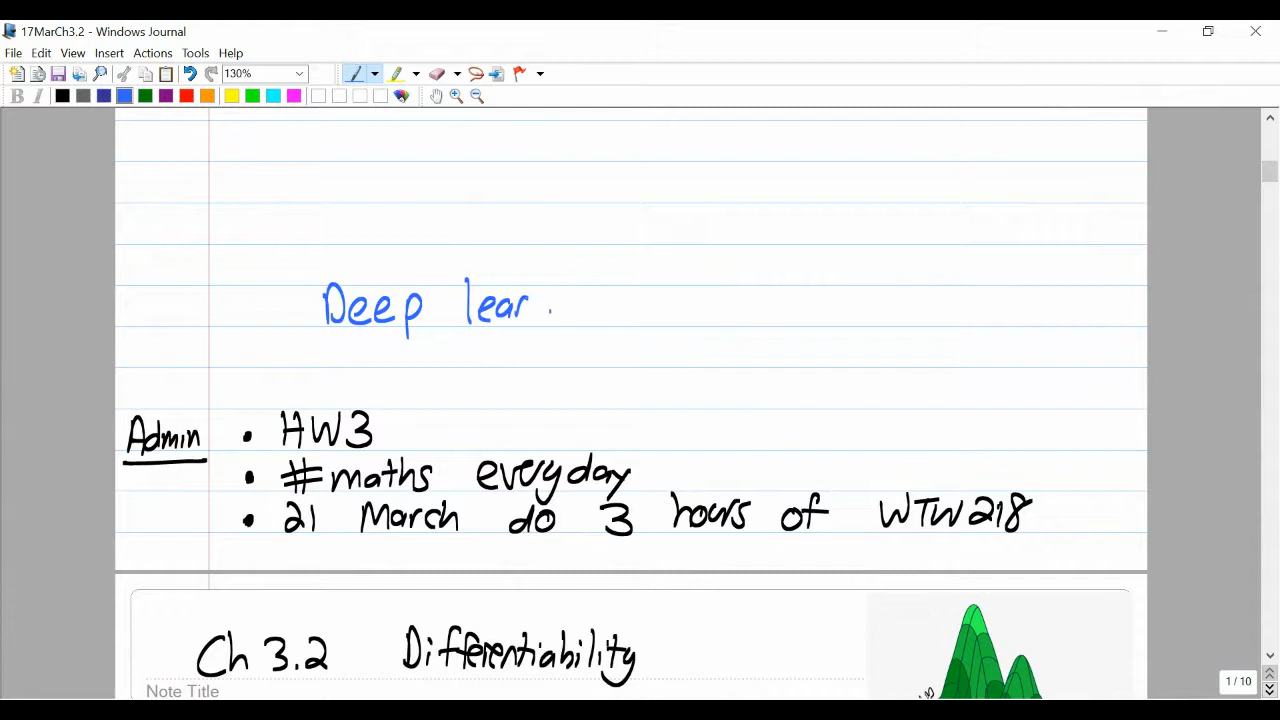 17MarCh3.2 - Windows Journal
File Edit View Insert Actions Tools Help
130%
B I
Deep lear
Admin • HW3
• #maths everyday
• 21 March do 3 hours of WTW218
Ch 3.2 Differentiability
Note Title
1 / 10